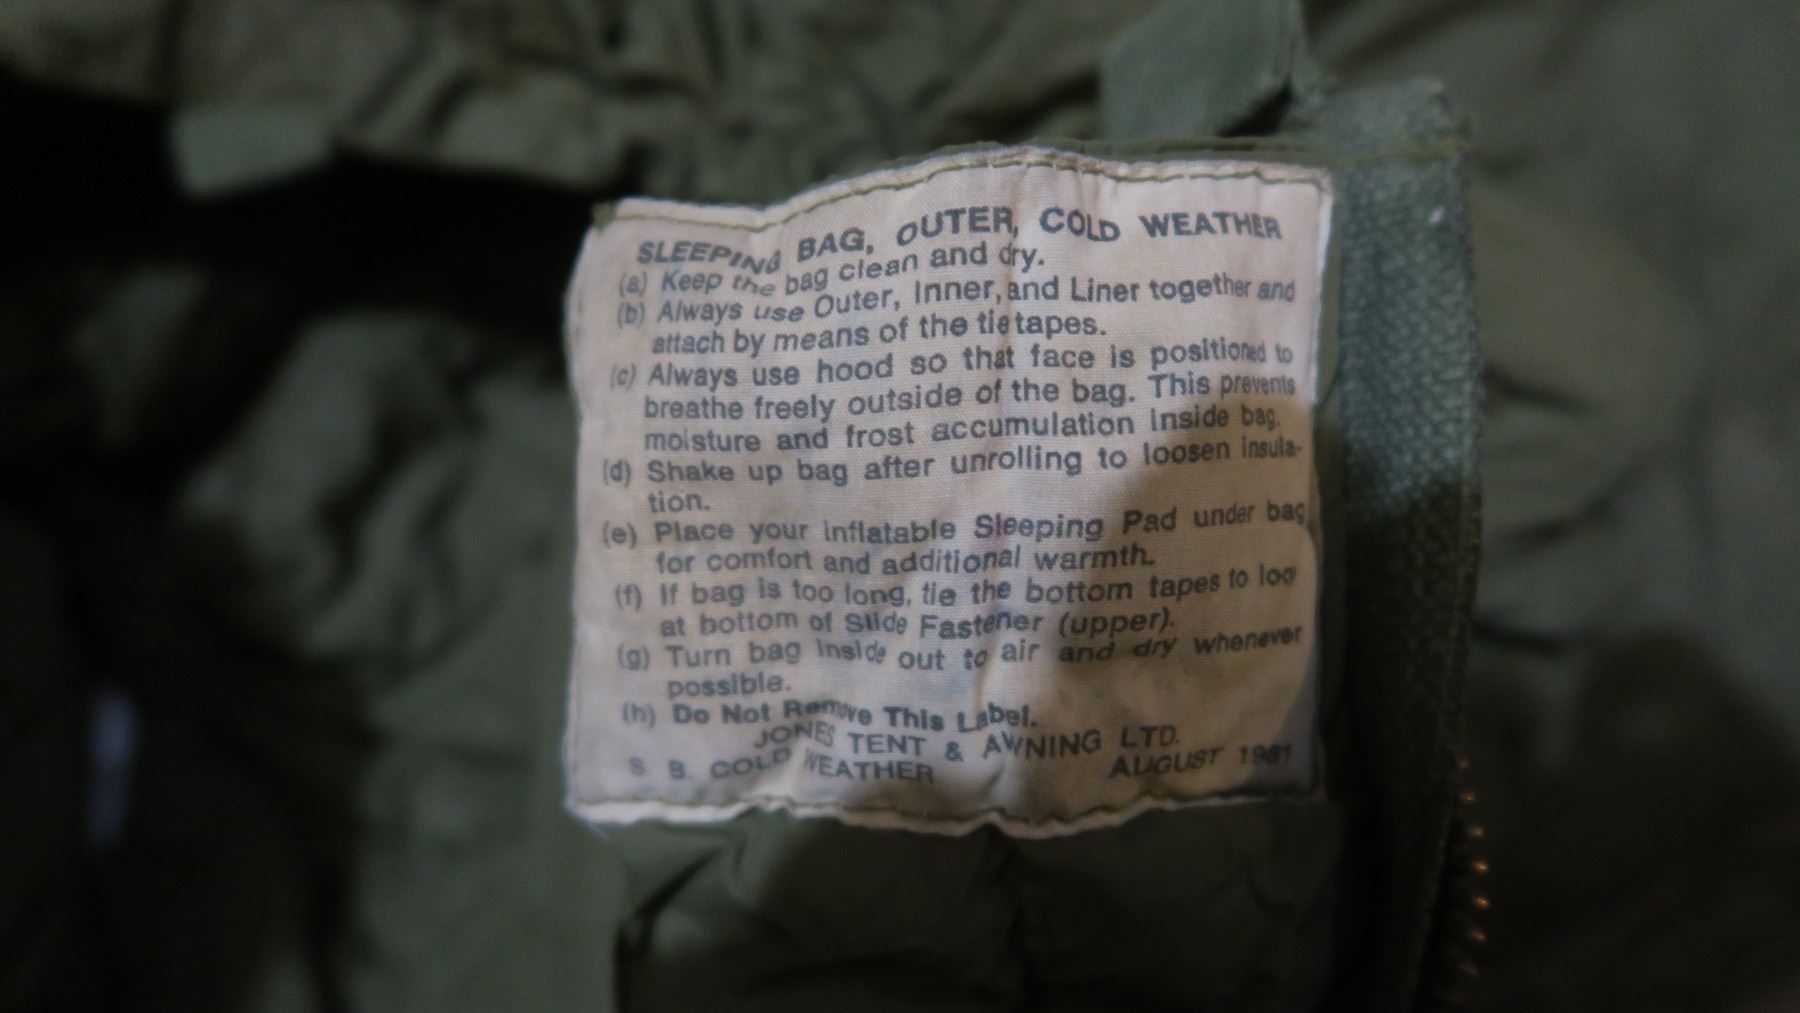 SLEEPING BAG, OUTER, COLD WEATHER
(a) Keep the bag clean and dry.
(b) Always use Outer, Inner, and Liner together and
attach by means of the tie tapes.
(c) Always use hood so that face is positioned to
breathe freely outside of the bag. This prevents
moisture and frost accumulation inside bag.
(d) Shake up bag after unrolling to loosen insula-
tion.
(e) Place your inflatable Sleeping Pad under bag
for comfort and additional warmth.
(f) If bag is too long, tie the bottom tapes to loop
at bottom of Slide Fastener (upper).
(g) Turn bag inside out to air and dry whenever
possible.
(h) Do Not Remove This Label.
JONES TENT & AWNING LTD.
S. B. COLD WEATHER AUGUST 1981